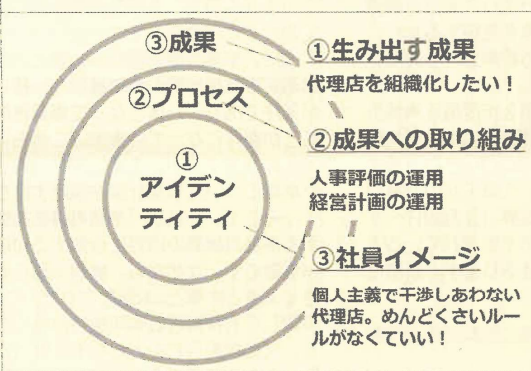 ③成果
②プロセス
①
アイデン
ティティ
①生み出す成果
代理店を組織化したい！
②成果への取り組み
人事評価の運用
経営計画の運用
③社員イメージ
個人主義で干渉しあわない
代理店。めんどくさいルー
ルがなくていい！